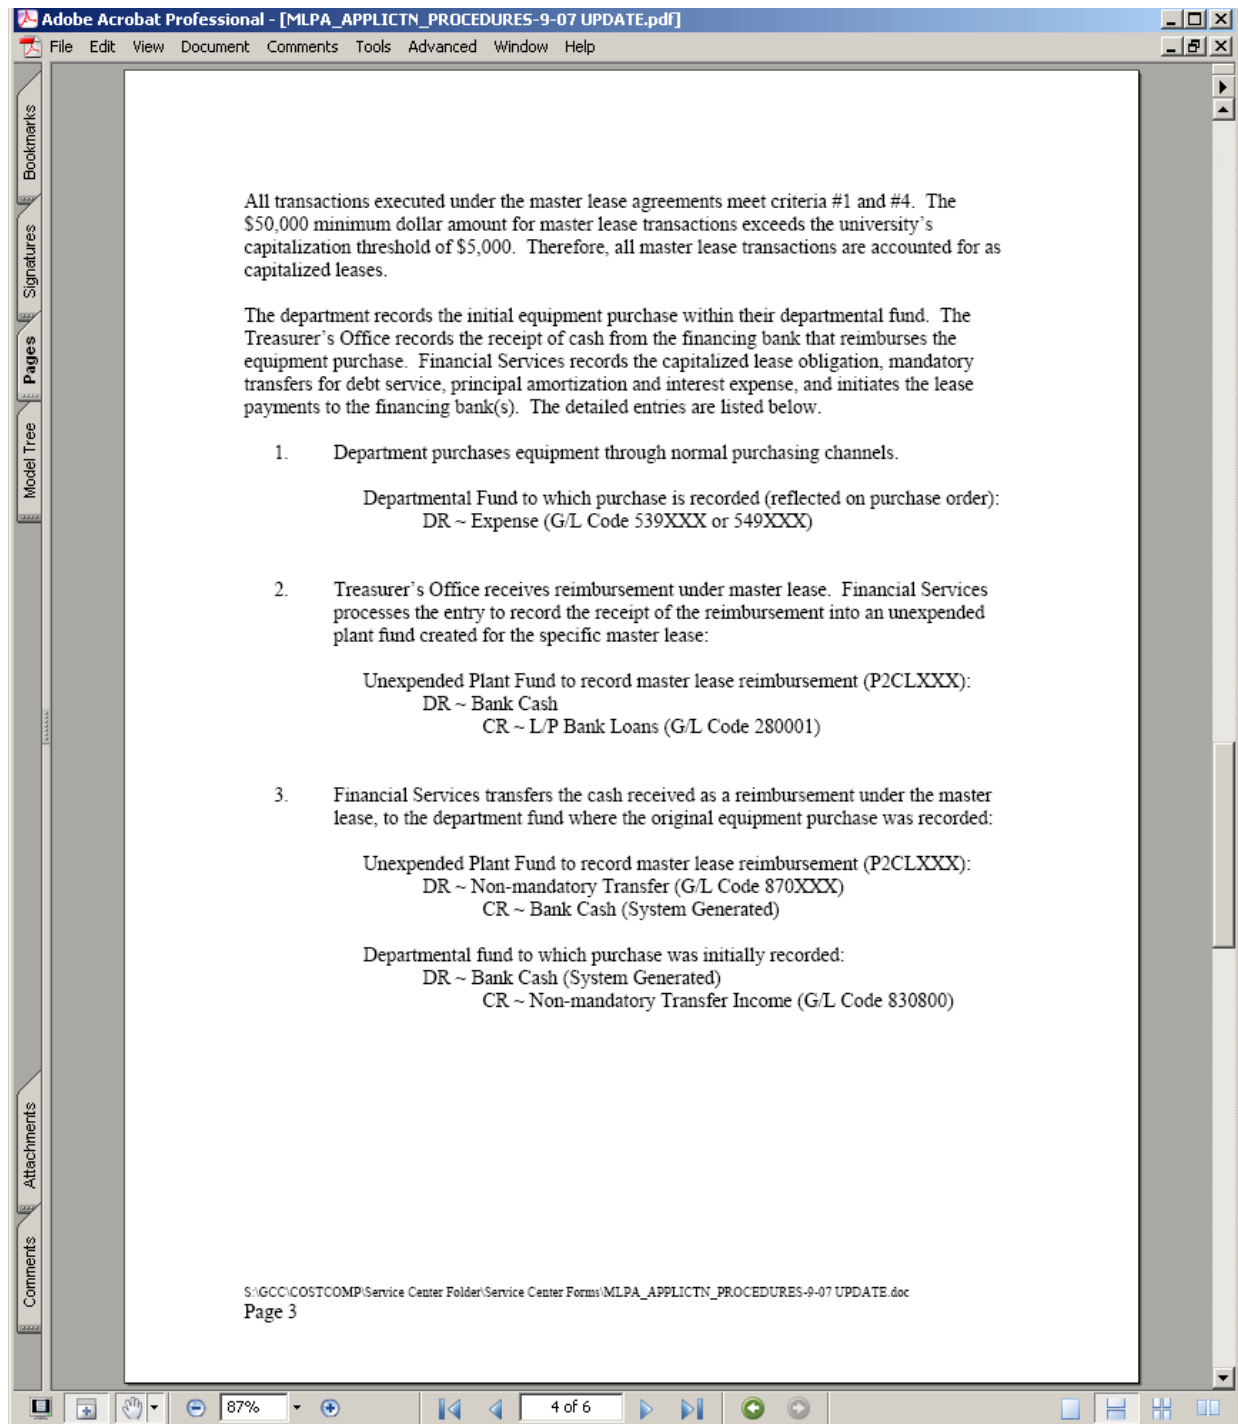 Adobe Acrobat Professional - [MLPA_APPLICTN_PROCEDURES-9-07 UPDATE.pdf]
File Edit View Document Comments Tools Advanced Window Help
Bookmarks
Signatures
Pages
Model Tree
Attachments
Comments
All transactions executed under the master lease agreements meet criteria #1 and #4. The
$50,000 minimum dollar amount for master lease transactions exceeds the university's
capitalization threshold of $5,000. Therefore, all master lease transactions are accounted for as
capitalized leases.
The department records the initial equipment purchase within their departmental fund. The
Treasurer's Office records the receipt of cash from the financing bank that reimburses the
equipment purchase. Financial Services records the capitalized lease obligation, mandatory
transfers for debt service, principal amortization and interest expense, and initiates the lease
payments to the financing bank(s). The detailed entries are listed below.
1. Department purchases equipment through normal purchasing channels.
Departmental Fund to which purchase is recorded (reflected on purchase order):
DR ~ Expense (G/L Code 539XXX or 549XXX)
2. Treasurer's Office receives reimbursement under master lease. Financial Services
processes the entry to record the receipt of the reimbursement into an unexpended
plant fund created for the specific master lease:
Unexpended Plant Fund to record master lease reimbursement (P2CLXXX):
DR ~ Bank Cash
CR ~ L/P Bank Loans (G/L Code 280001)
3. Financial Services transfers the cash received as a reimbursement under the master
lease, to the department fund where the original equipment purchase was recorded:
Unexpended Plant Fund to record master lease reimbursement (P2CLXXX):
DR ~ Non-mandatory Transfer (G/L Code 870XXX)
CR ~ Bank Cash (System Generated)
Departmental fund to which purchase was initially recorded:
DR ~ Bank Cash (System Generated)
CR ~ Non-mandatory Transfer Income (G/L Code 830800)
S:\GCC\COSTCOMP\Service Center Folder\Service Center Forms\MLPA_APPLICTN_PROCEDURES-9-07 UPDATE.doc
Page 3
87%
4 of 6